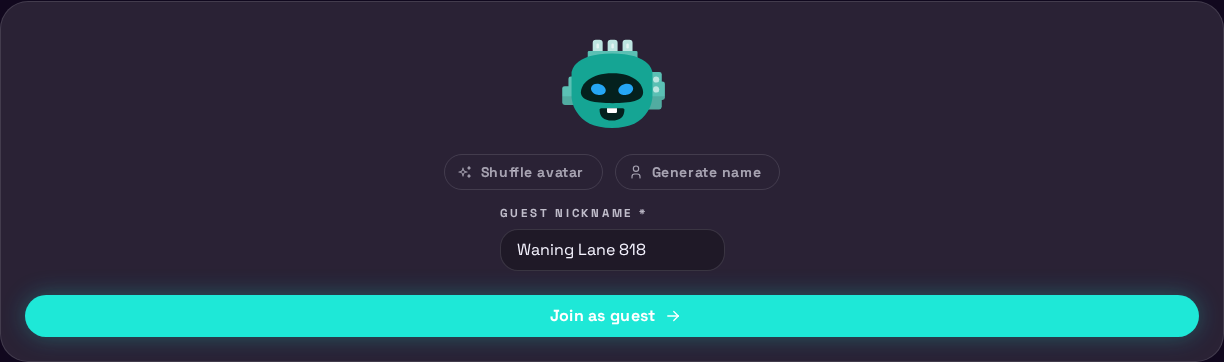 Shuffle avatar
Generate name
GUEST NICKNAME *
Waning Lane 818
Join as guest →